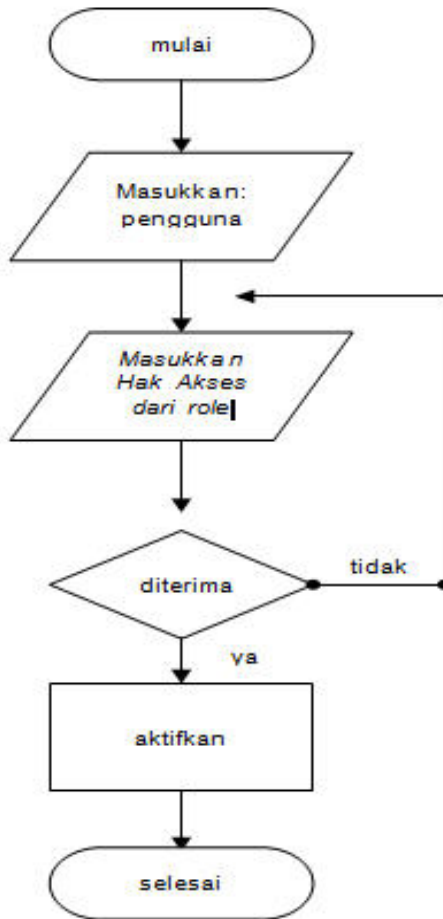 mulai
Masukkan:
pengguna
Masukkan
Hak Akses
dari role
diterima
tidak
ya
aktifkan
selesai